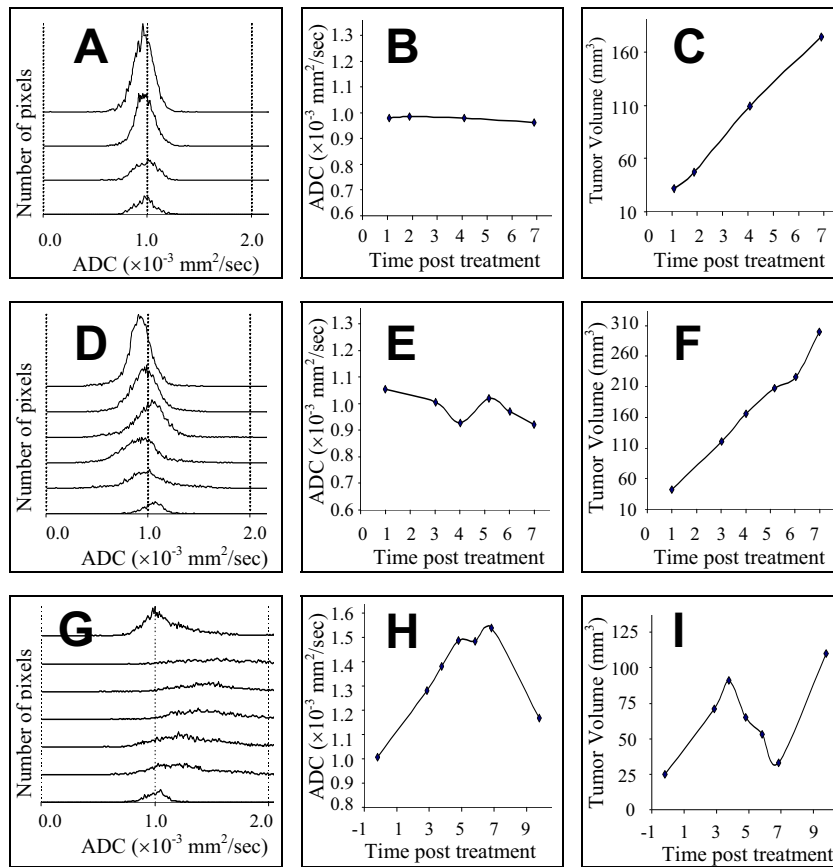 A
Number of pixels
0.0 1.0 2.0
ADC (×10⁻³ mm²/sec)
B
ADC (×10⁻³ mm²/sec)
1.3
1.2
1.1
1.0
0.9
0.8
0.7
0.6
0 1 2 3 4 5 6 7
Time post treatment
C
Tumor Volume (mm³)
160
110
60
10
0 1 2 3 4 5 6 7
Time post treatment
D
Number of pixels
0.0 1.0 2.0
ADC (×10⁻³ mm²/sec)
E
ADC (×10⁻³ mm²/sec)
1.3
1.2
1.1
1.0
0.9
0.8
0.7
0.6
0 1 2 3 4 5 6 7
Time post treatment
F
Tumor Volume (mm³)
310
260
210
160
110
60
10
0 1 2 3 4 5 6 7
Time post treatment
G
Number of pixels
0.0 1.0 2.0
ADC (×10⁻³ mm²/sec)
H
ADC (×10⁻³ mm²/sec)
1.6
1.5
1.4
1.3
1.2
1.1
1.0
0.9
0.8
-1 1 3 5 7 9
Time post treatment
I
Tumor Volume (mm³)
125
100
75
50
25
0
-1 1 3 5 7 9
Time post treatment